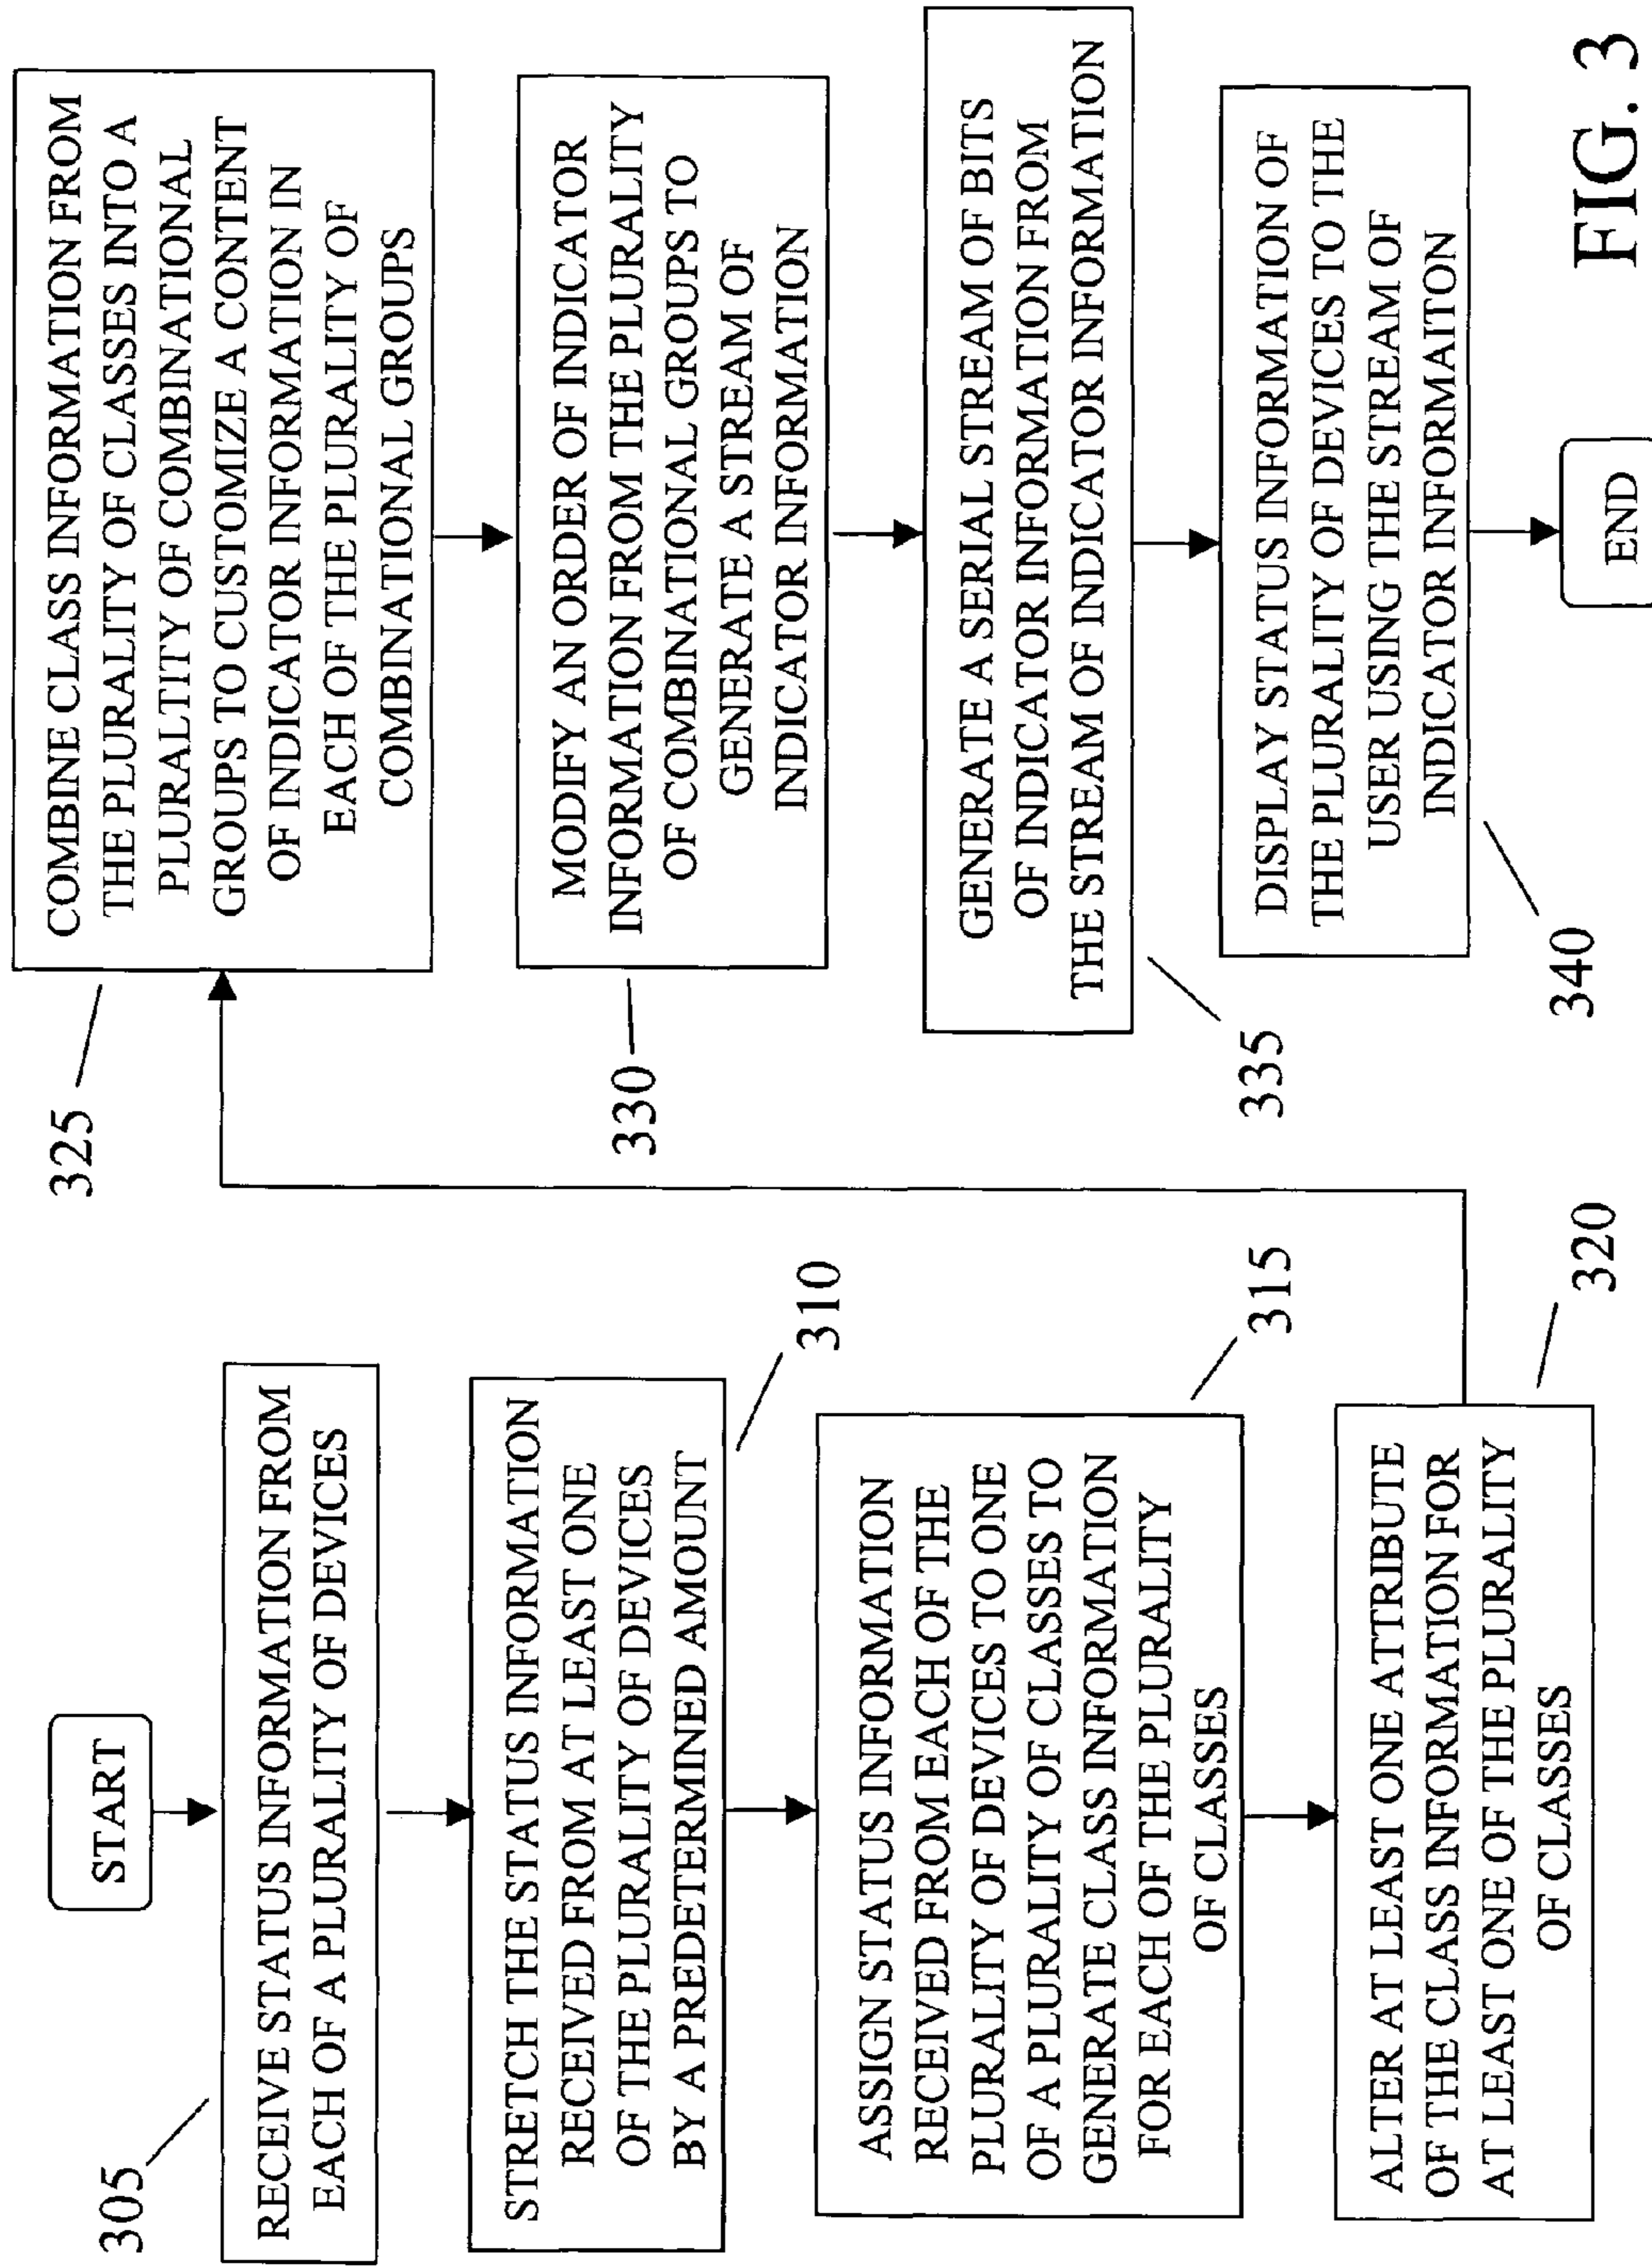 START
305
RECEIVE STATUS INFORMATION FROM
EACH OF A PLURALITY OF DEVICES
310
STRETCH THE STATUS INFORMATION
RECEIVED FROM AT LEAST ONE
OF THE PLURALITY OF DEVICES
BY A PREDETERMINED AMOUNT
315
ASSIGN STATUS INFORMATION
RECEIVED FROM EACH OF THE
PLURALITY OF DEVICES TO ONE
OF A PLURALITY OF CLASSES TO
GENERATE CLASS INFORMATION
FOR EACH OF THE PLURALITY
OF CLASSES
320
ALTER AT LEAST ONE ATTRIBUTE
OF THE CLASS INFORMATION FOR
AT LEAST ONE OF THE PLURALITY
OF CLASSES
325
COMBINE CLASS INFORMATION FROM
THE PLURALITY OF CLASSES INTO A
PLURALTITY OF COMBINATIONAL
GROUPS TO CUSTOMIZE A CONTENT
OF INDICATOR INFORMATION IN
EACH OF THE PLURALITY OF
COMBINATIONAL GROUPS
330
MODIFY AN ORDER OF INDICATOR
INFORMATION FROM THE PLURALITY
OF COMBINATIONAL GROUPS TO
GENERATE A STREAM OF
INDICATOR INFORMATION
335
GENERATE A SERIAL STREAM OF BITS
OF INDICATOR INFORMATION FROM
THE STREAM OF INDICATOR INFORMATION
340
DISPLAY STATUS INFORMATION OF
THE PLURALITY OF DEVICES TO THE
USER USING THE STREAM OF
INDICATOR INFORMAITON
END
FIG. 3